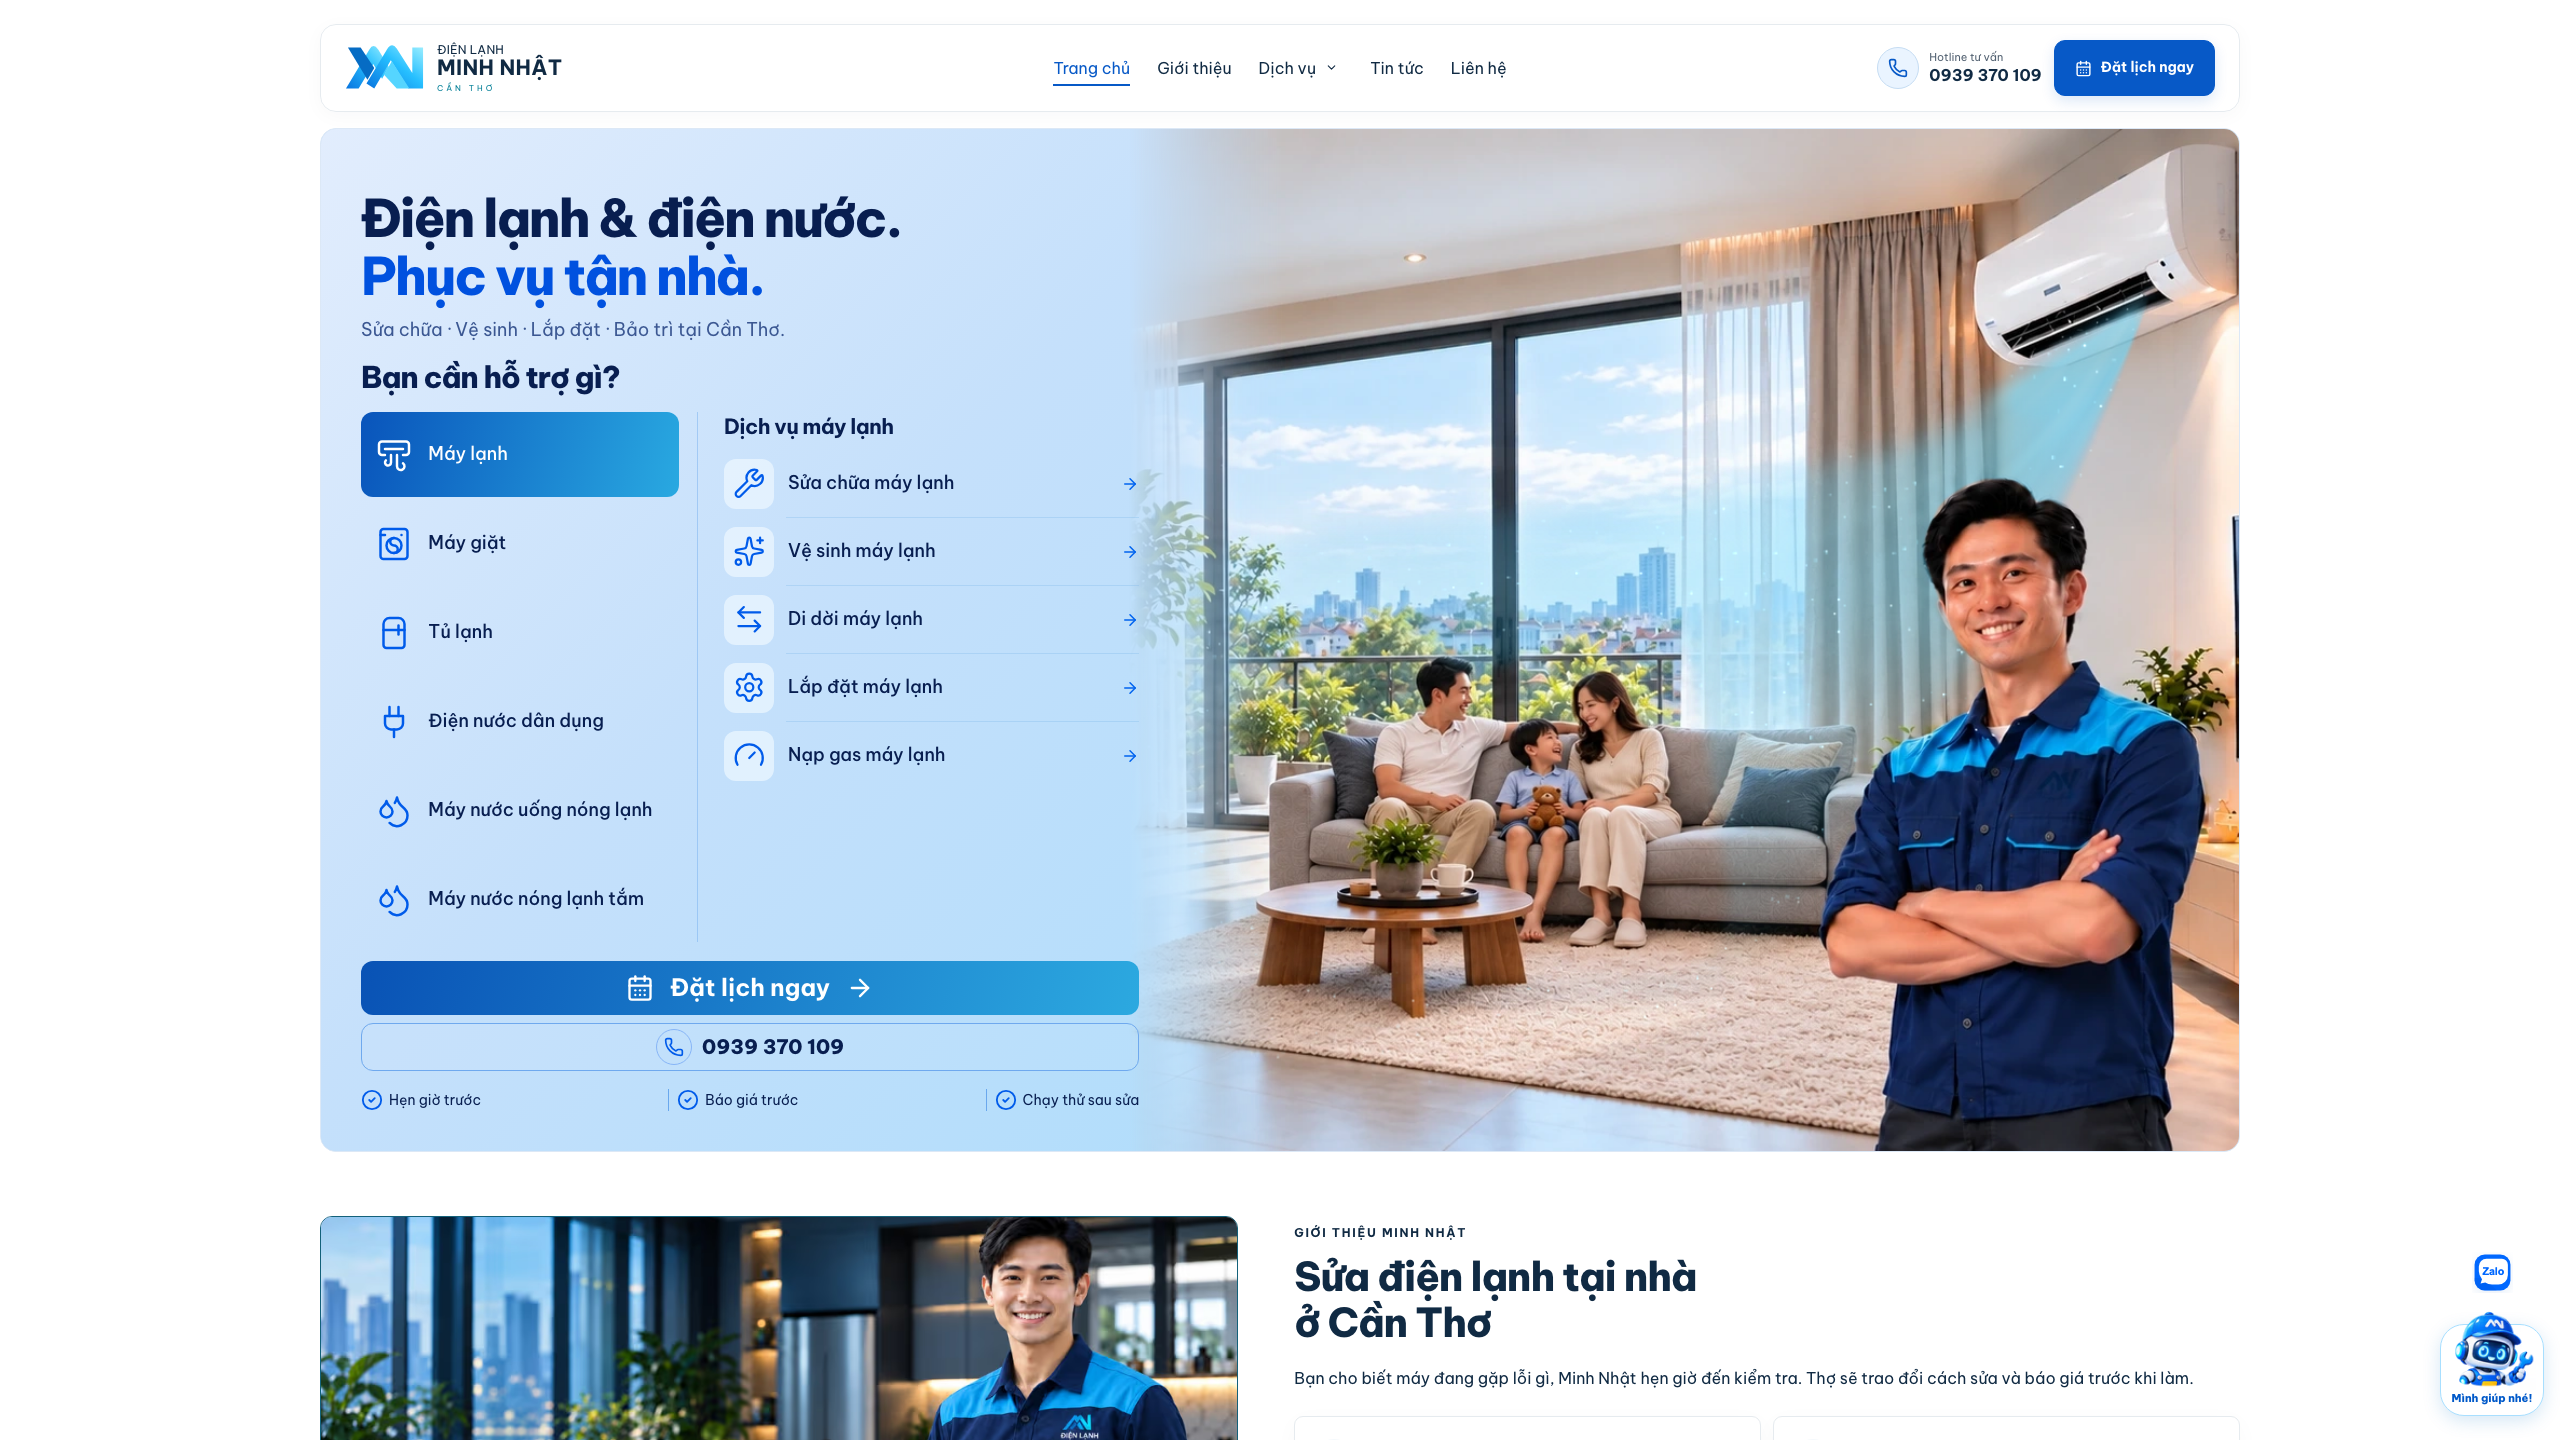 ĐIỆN LẠNH
MINH NHẬT
CẦN THƠ
Trang chủ
Giới thiệu
Dịch vụ
Tin tức
Liên hệ
Hotline tư vấn
0939 370 109
Đặt lịch ngay
Điện lạnh & điện nước.
Phục vụ tận nhà.
Sửa chữa · Vệ sinh · Lắp đặt · Bảo trì tại Cần Thơ.
Bạn cần hỗ trợ gì?
Máy lạnh
Máy giặt
Tủ lạnh
Điện nước dân dụng
Máy nước uống nóng lạnh
Máy nước nóng lạnh tắm
Dịch vụ máy lạnh
Sửa chữa máy lạnh
Vệ sinh máy lạnh
Di dời máy lạnh
Lắp đặt máy lạnh
Nạp gas máy lạnh
Đặt lịch ngay
0939 370 109
Hẹn giờ trước
Báo giá trước
Chạy thử sau sửa
ĐIỆN LẠNH
GIỚI THIỆU MINH NHẬT
Sửa điện lạnh tại nhà
ở Cần Thơ
Bạn cho biết máy đang gặp lỗi gì, Minh Nhật hẹn giờ đến kiểm tra. Thợ sẽ trao đổi cách sửa và báo giá trước khi làm.
Zalo
Mình giúp nhé!